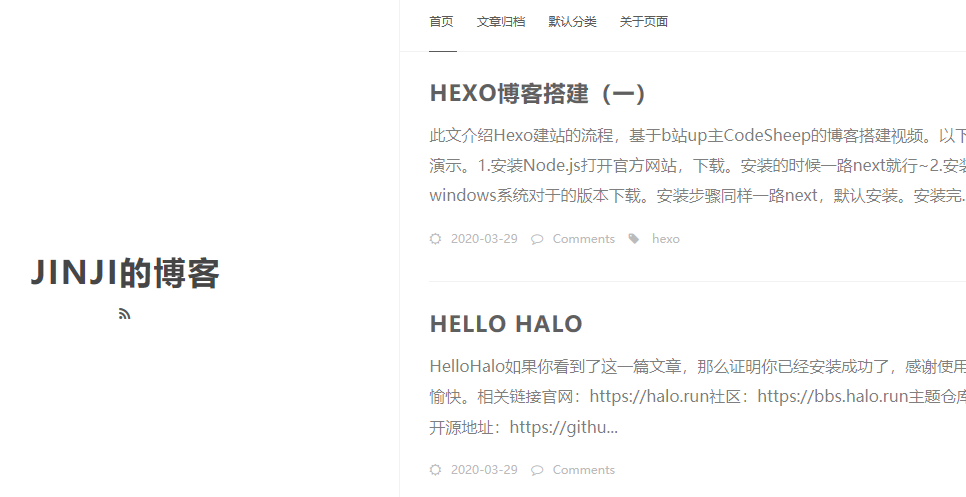 首页 文章归档 默认分类 关于页面
JINJI的博客
HEXO博客搭建（一）
此文介绍Hexo建站的流程，基于b站up主CodeSheep的博客搭建视频。以下
演示。1.安装Node.js打开官方网站，下载。安装的时候一路next就行~2.安装
windows系统对于的版本下载。安装步骤同样一路next，默认安装。安装完.
2020-03-29 Comments hexo
HELLO HALO
HelloHalo如果你看到了这一篇文章，那么证明你已经安装成功了，感谢使用
愉快。相关链接官网：https://halo.run社区：https://bbs.halo.run主题仓库
开源地址：https://githu...
2020-03-29 Comments